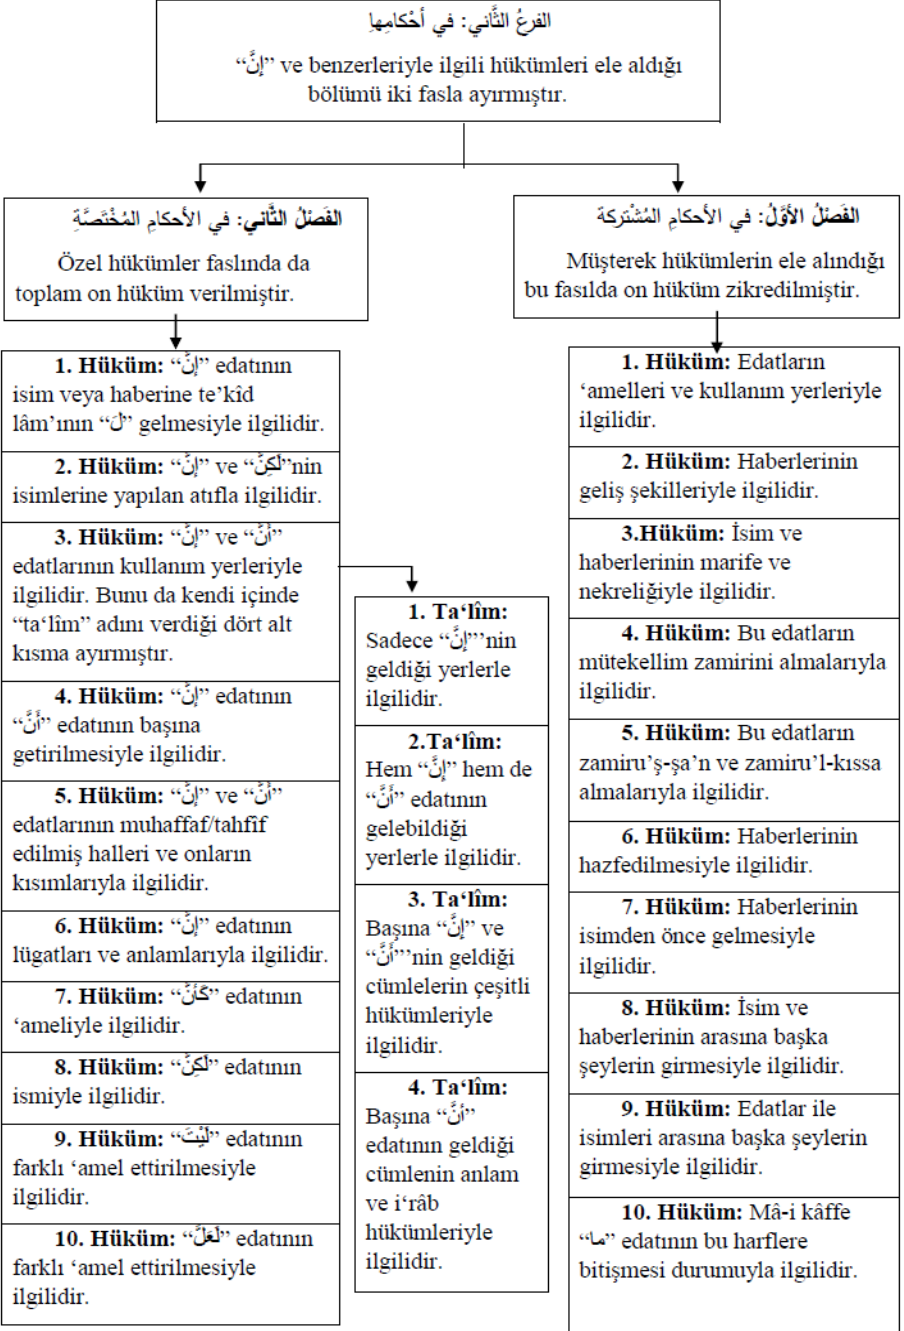 الفرعُ الثَّاني: في أحْكامِهاِ
“إنَّ” ve benzerleriyle ilgili hükümleri ele aldığı
bölümü iki fasla ayırmıştır.
الفَصْلُ الأوَّلُ: في الأحكامِ المُشْتركة
Müşterek hükümlerin ele alındığı
bu fasılda on hüküm zikredilmiştir.
1. Hüküm: Edatların
‘amelleri ve kullanım yerleriyle
ilgilidir.
2. Hüküm: Haberlerinin
geliş şekilleriyle ilgilidir.
3.Hüküm: İsim ve
haberlerinin marife ve
nekreliğiyle ilgilidir.
4. Hüküm: Bu edatların
mütekellim zamirini almalarıyla
ilgilidir.
5. Hüküm: Bu edatların
zamiru’ş-şa’n ve zamiru’l-kıssa
almalarıyla ilgilidir.
6. Hüküm: Haberlerinin
hazfedilmesiyle ilgilidir.
7. Hüküm: Haberlerinin
isimden önce gelmesiyle
ilgilidir.
8. Hüküm: İsim ve
haberlerinin arasına başka
şeylerin girmesiyle ilgilidir.
9. Hüküm: Edatlar ile
isimleri arasına başka şeylerin
girmesiyle ilgilidir.
10. Hüküm: Mâ-i kâffe
“ما” edatının bu harflere
bitişmesi durumuyla ilgilidir.
الفَصْلُ الثَّاني: في الأحكامِ المُخْتَصَّةِ
Özel hükümler faslında da
toplam on hüküm verilmiştir.
1. Hüküm: “إنَّ” edatının
isim veya haberine te’kîd
lâm’ının “لَ” gelmesiyle ilgilidir.
2. Hüküm: “إنَّ” ve “لَكِنَّ”nin
isimlerine yapılan atıfla ilgilidir.
3. Hüküm: “إنَّ” ve “أنَّ”
edatlarının kullanım yerleriyle
ilgilidir. Bunu da kendi içinde
“ta‘lîm” adını verdiği dört alt
kısma ayırmıştır.
4. Hüküm: “إنَّ” edatının
“أَنَّ” edatının başına
getirilmesiyle ilgilidir.
5. Hüküm: “إنَّ” ve “أنَّ”
edatlarının muhaffaf/tahfîf
edilmiş halleri ve onların
kısımlarıyla ilgilidir.
6. Hüküm: “إنَّ” edatının
lügatları ve anlamlarıyla ilgilidir.
7. Hüküm: “كَأنَّ” edatının
‘ameliyle ilgilidir.
8. Hüküm: “لَكِنَّ” edatının
ismiyle ilgilidir.
9. Hüküm: “لَيْتَ” edatının
farklı ‘amel ettirilmesiyle
ilgilidir.
10. Hüküm: “لَعَلَّ” edatının
farklı ‘amel ettirilmesiyle
ilgilidir.
1. Ta‘lîm:
Sadece “إنَّ”’nin
geldiği yerlerle
ilgilidir.
2.Ta‘lîm:
Hem “إنَّ” hem de
“أَنَّ” edatının
gelebildiği
yerlerle ilgilidir.
3. Ta‘lîm:
Başına “إنَّ” ve
“أَنَّ”’nin geldiği
cümlelerin çeşitli
hükümleriyle
ilgilidir.
4. Ta‘lîm:
Başına “أنَّ”
edatının geldiği
cümlenin anlam
ve i‘râb
hükümleriyle
ilgilidir.